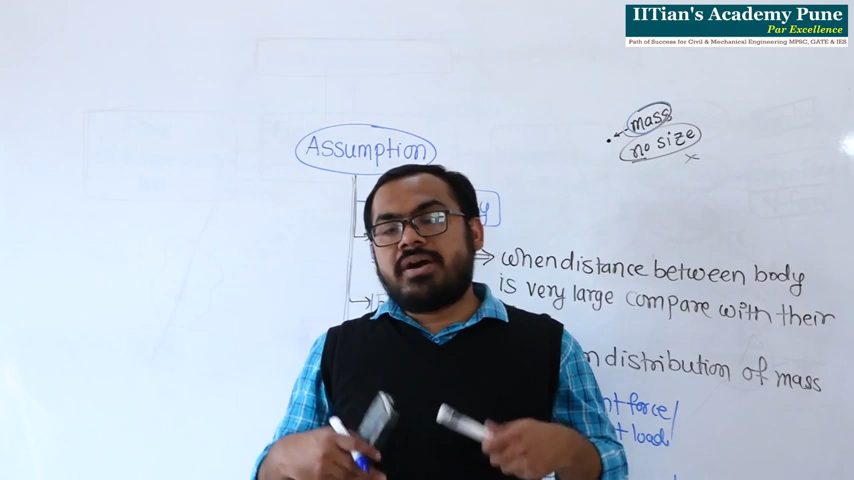 IITian's Academy Pune
Par Excellence
Path of Success for Civil & Mechanical Engineering MPSC, GATE & IES
mass
no size
Assumption
y
when distance between body
is very large compare with their
n distribution of mass
nt force/
t load